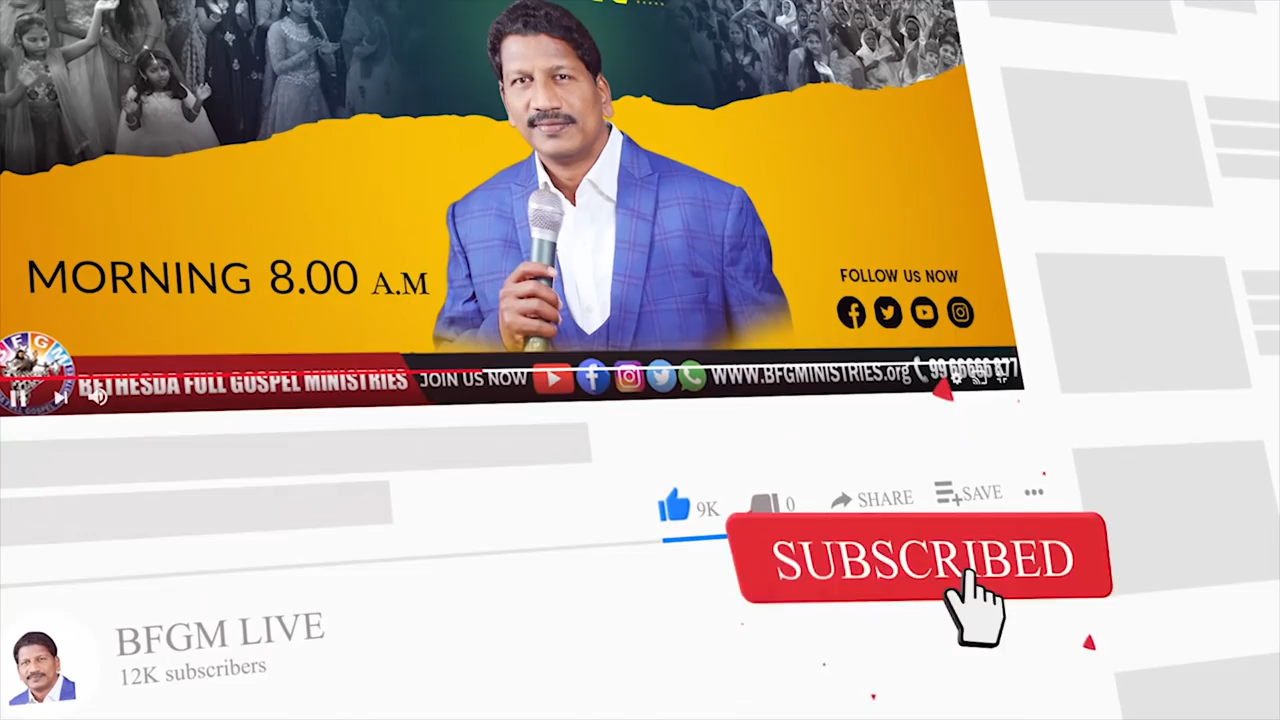 MORNING 8.00 A.M
FOLLOW US NOW
BFGM
BETHESDA FULL GOSPEL MINISTRIES
JOIN US NOW
WWW.BFGMINISTRIES.org
9K
0
SHARE
SAVE
SUBSCRIBED
BFGM LIVE
12K subscribers